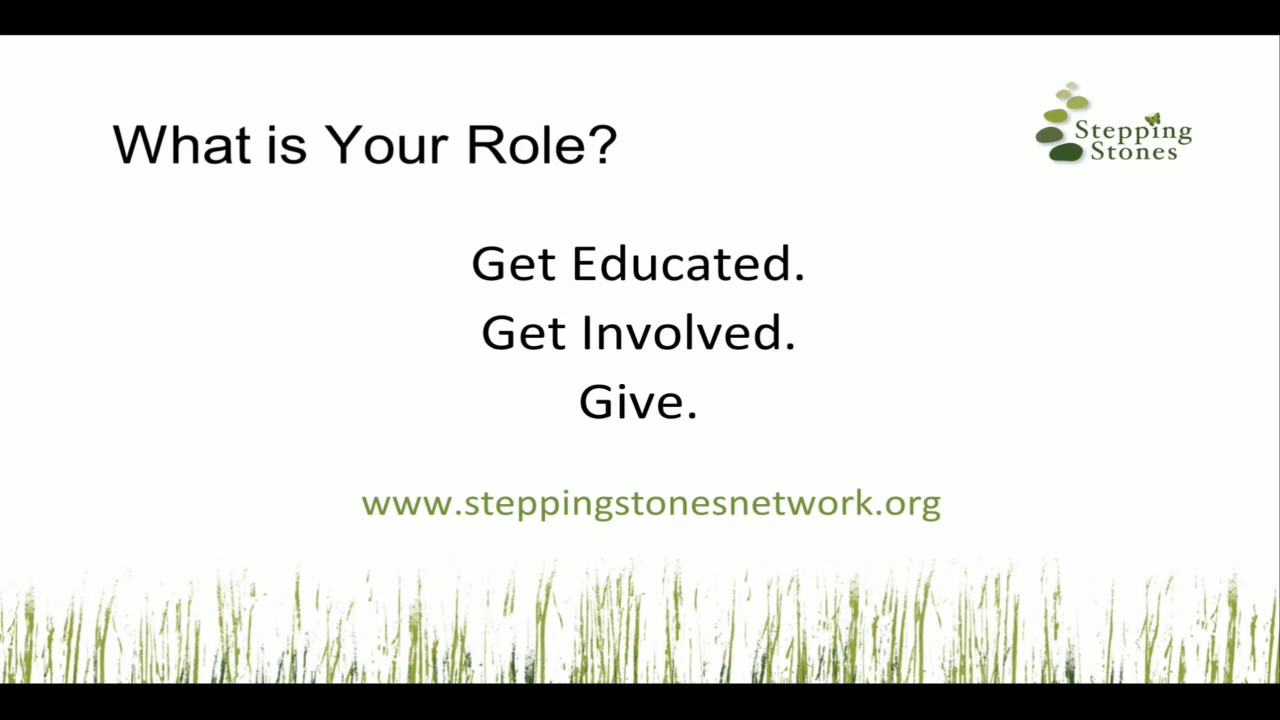 What is Your Role?
Stepping
Stones
Get Educated.
Get Involved.
Give.
www.steppingstonesnetwork.org